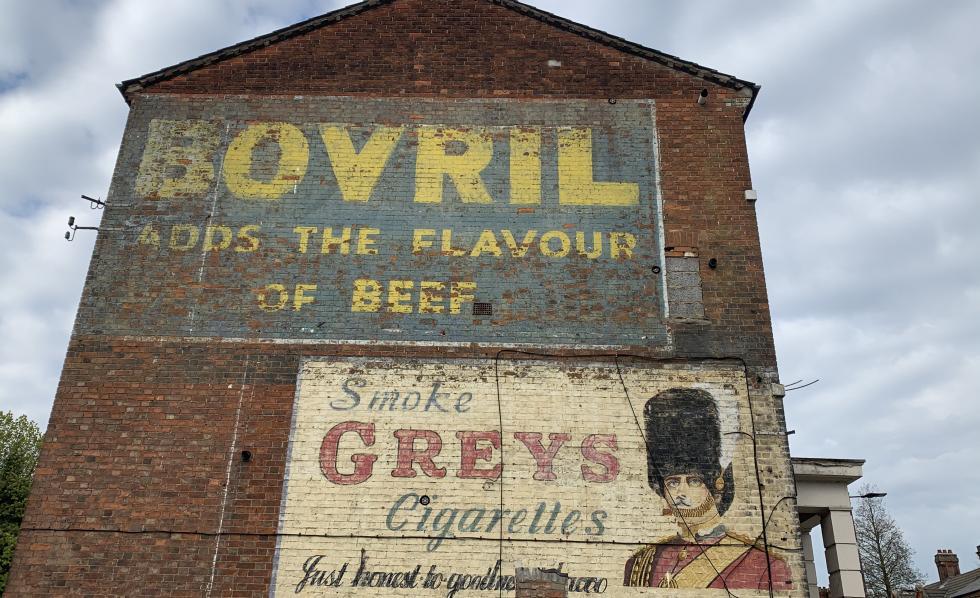 BOVRIL
ADDS THE FLAVOUR
OF BEEF
Smoke
GREYS
Cigarettes
Just honest-to-goodness